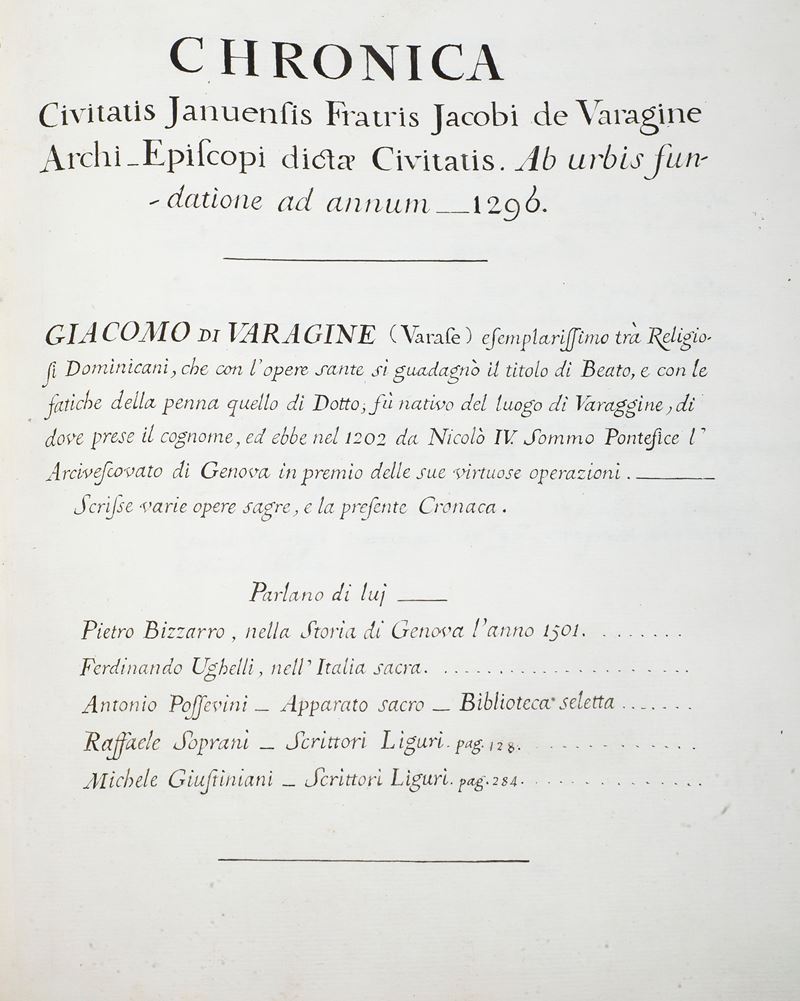 CHRONICA
Civitatis Januenſis Fratris Jacobi de Varagine
Archi-Epiſcopi dictæ Civitatis. Ab urbis fun-
-datione ad annum __1296.
GIACOMO DI VARAGINE (Varaſe) eſemplariſſimo trà Religio-
ſi Dominicani, che con l'opere sante si guadagnò il titolo di Beato, e con le
fatiche della penna quello di Dotto; fù nativo del luogo di Varaggine, di
dove prese il cognome, ed ebbe nel 1202 da Nicolò IV. Sommo Pontefice l'
Arciveſcovato di Genova in premio delle sue virtuose operazioni. ____
Scriſse varie opere sagre, e la preſente Cronaca.
Parlano di luj ____
Pietro Bizzarro, nella Storia di Genova l'anno 1501. . . . . . . .
Ferdinando Ughelli, nell' Italia sacra. . . . . . . . . . . . . . . . . . . . .
Antonio Poſſevini _ Apparato sacro _ Biblioteca seletta . . . . . . .
Raffaele Soprani _ Scrittori Liguri. pag. 128. . . . . . . . . . . . .
Michele Giuſtiniani _ Scrittori Liguri. pag. 284. . . . . . . . . . . . .